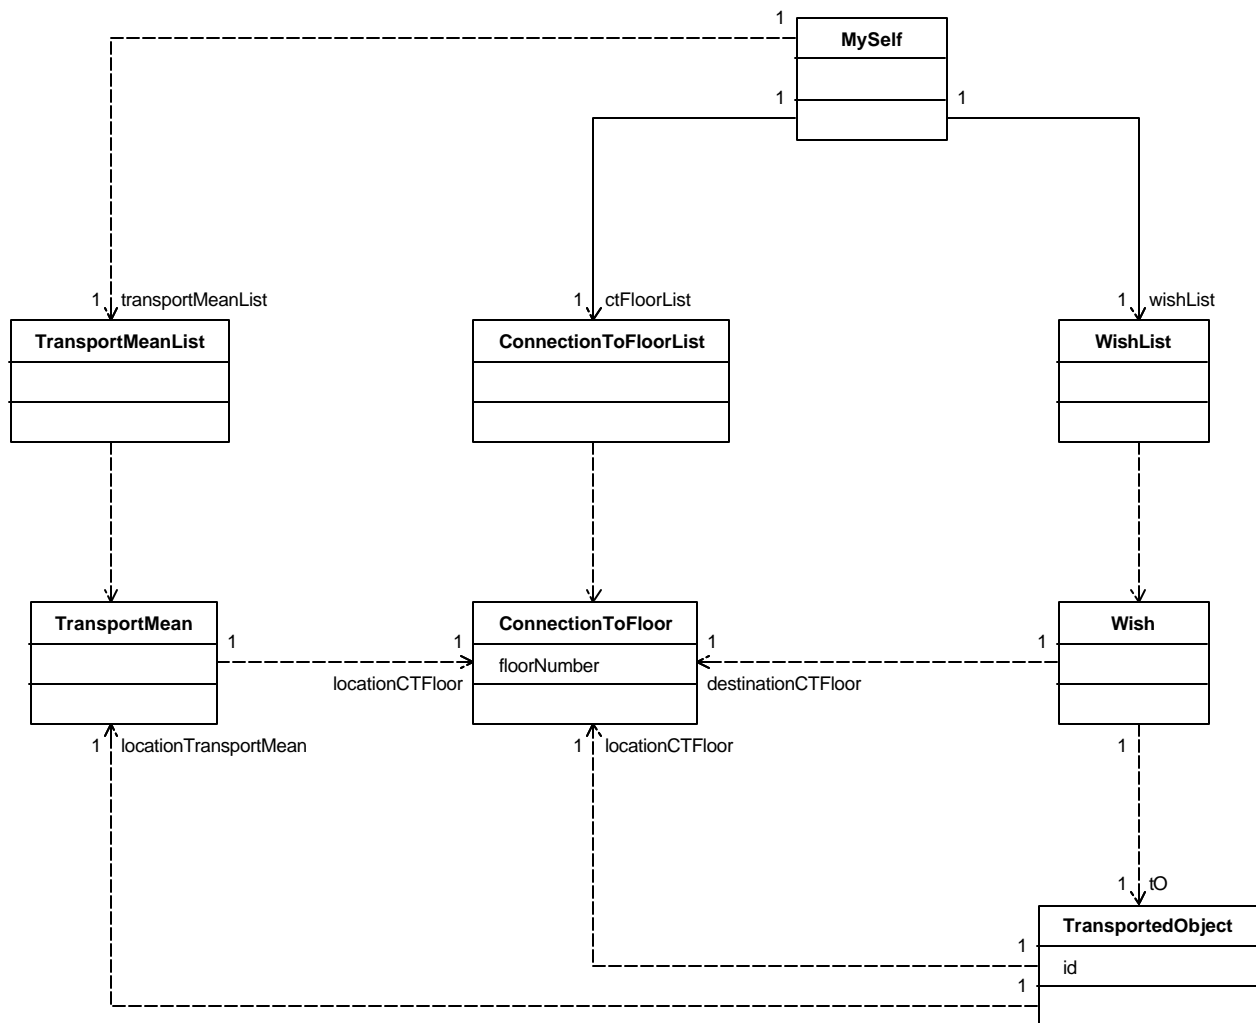 1
MySelf
1
1
1 transportMeanList
1 ctFloorList
1 wishList
TransportMeanList
ConnectionToFloorList
WishList
TransportMean
ConnectionToFloor
Wish
1
1
1
1
floorNumber
locationCTFloor
destinationCTFloor
1 locationTransportMean
1 locationCTFloor
1
1 tO
TransportedObject
1
id
1